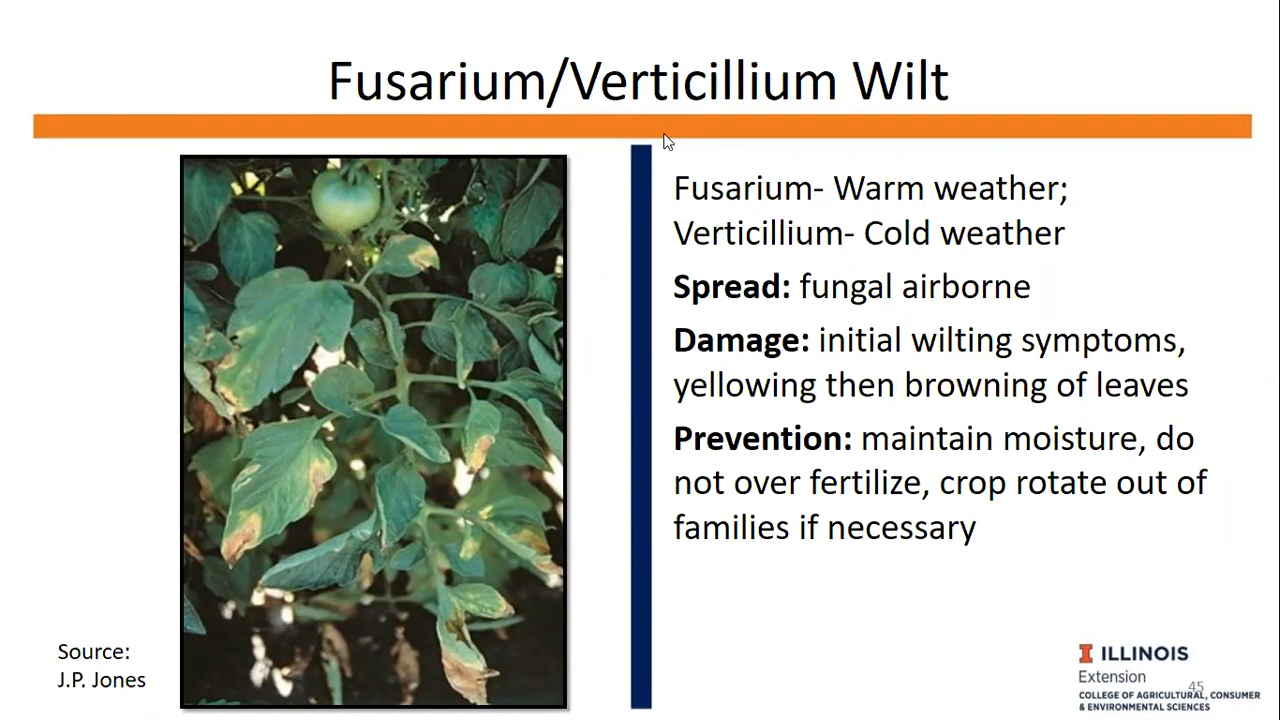 Fusarium/Verticillium Wilt
Fusarium- Warm weather;
Verticillium- Cold weather
Spread: fungal airborne
Damage: initial wilting symptoms,
yellowing then browning of leaves
Prevention: maintain moisture, do
not over fertilize, crop rotate out of
families if necessary
Source:
J.P. Jones
I ILLINOIS
Extension
45
COLLEGE OF AGRICULTURAL, CONSUMER
& ENVIRONMENTAL SCIENCES